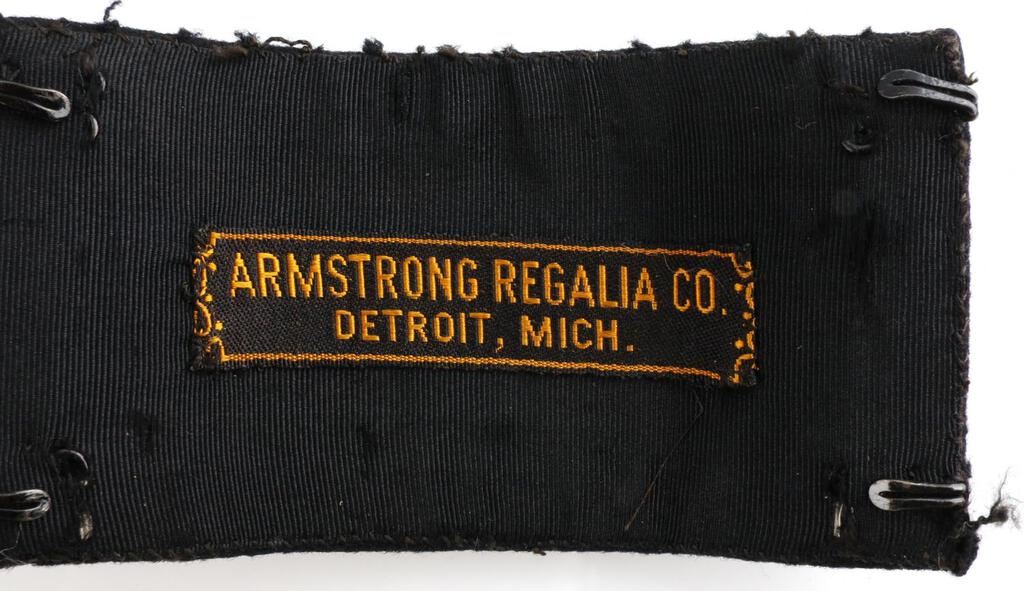 ARMSTRONG REGALIA CO.
DETROIT, MICH.